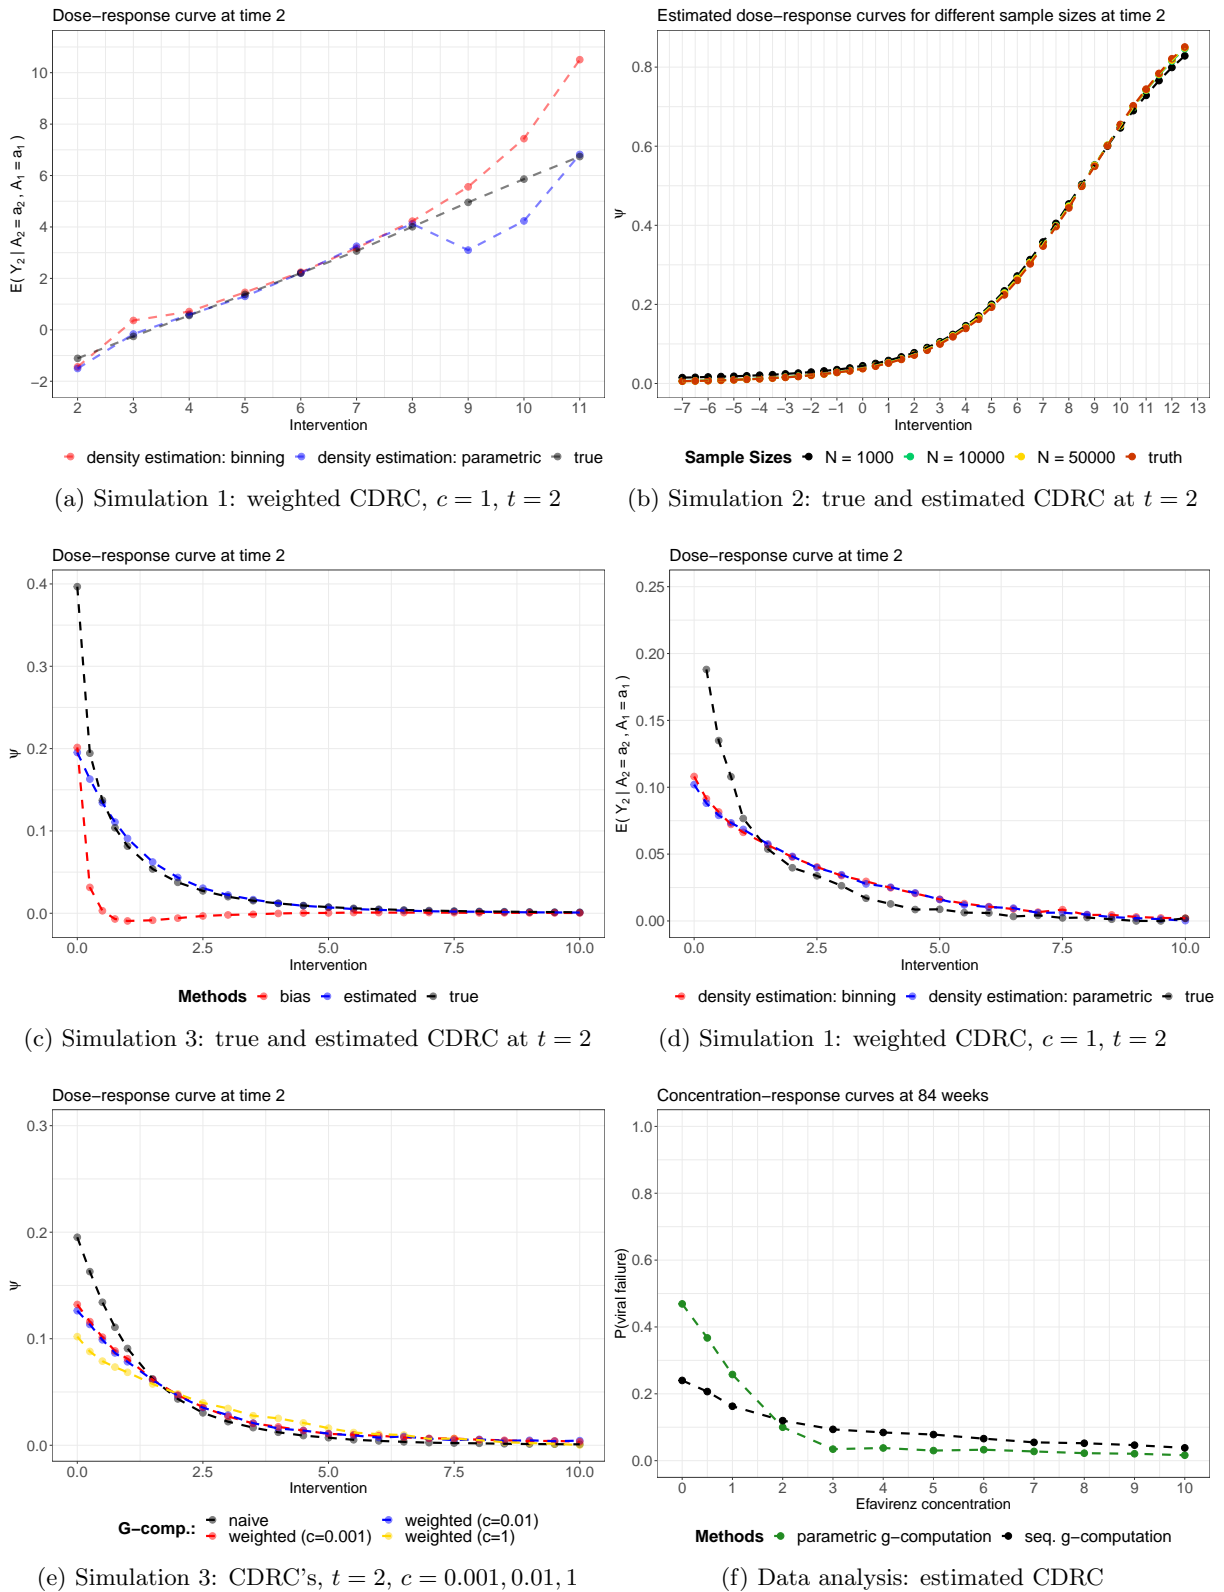 Dose−response curve at time 2
10
8
6
4
2
0
−2
E( Y2 | A2 = a2 , A1 = a1 )
2 3 4 5 6 7 8 9 10 11
Intervention
density estimation: binning density estimation: parametric true
(a) Simulation 1: weighted CDRC, c = 1, t = 2
Estimated dose−response curves for different sample sizes at time 2
0.8
0.6
0.4
0.2
0.0
ψ
−7 −6 −5 −4 −3 −2 −1 0 1 2 3 4 5 6 7 8 9 10 11 12 13
Intervention
Sample Sizes N = 1000 N = 10000 N = 50000 truth
(b) Simulation 2: true and estimated CDRC at t = 2
Dose−response curve at time 2
0.4
0.3
0.2
0.1
0.0
ψ
0.0 2.5 5.0 7.5 10.0
Intervention
Methods bias estimated true
(c) Simulation 3: true and estimated CDRC at t = 2
Dose−response curve at time 2
0.25
0.20
0.15
0.10
0.05
0.00
E( Y2 | A2 = a2 , A1 = a1 )
0.0 2.5 5.0 7.5 10.0
Intervention
density estimation: binning density estimation: parametric true
(d) Simulation 1: weighted CDRC, c = 1, t = 2
Dose−response curve at time 2
0.3
0.2
0.1
0.0
ψ
0.0 2.5 5.0 7.5 10.0
Intervention
G−comp.: naive weighted (c=0.01)
weighted (c=0.001) weighted (c=1)
(e) Simulation 3: CDRC's, t = 2, c = 0.001, 0.01, 1
Concentration−response curves at 84 weeks
1.0
0.8
0.6
0.4
0.2
0.0
P(viral failure)
0 1 2 3 4 5 6 7 8 9 10
Efavirenz concentration
Methods parametric g−computation seq. g−computation
(f) Data analysis: estimated CDRC